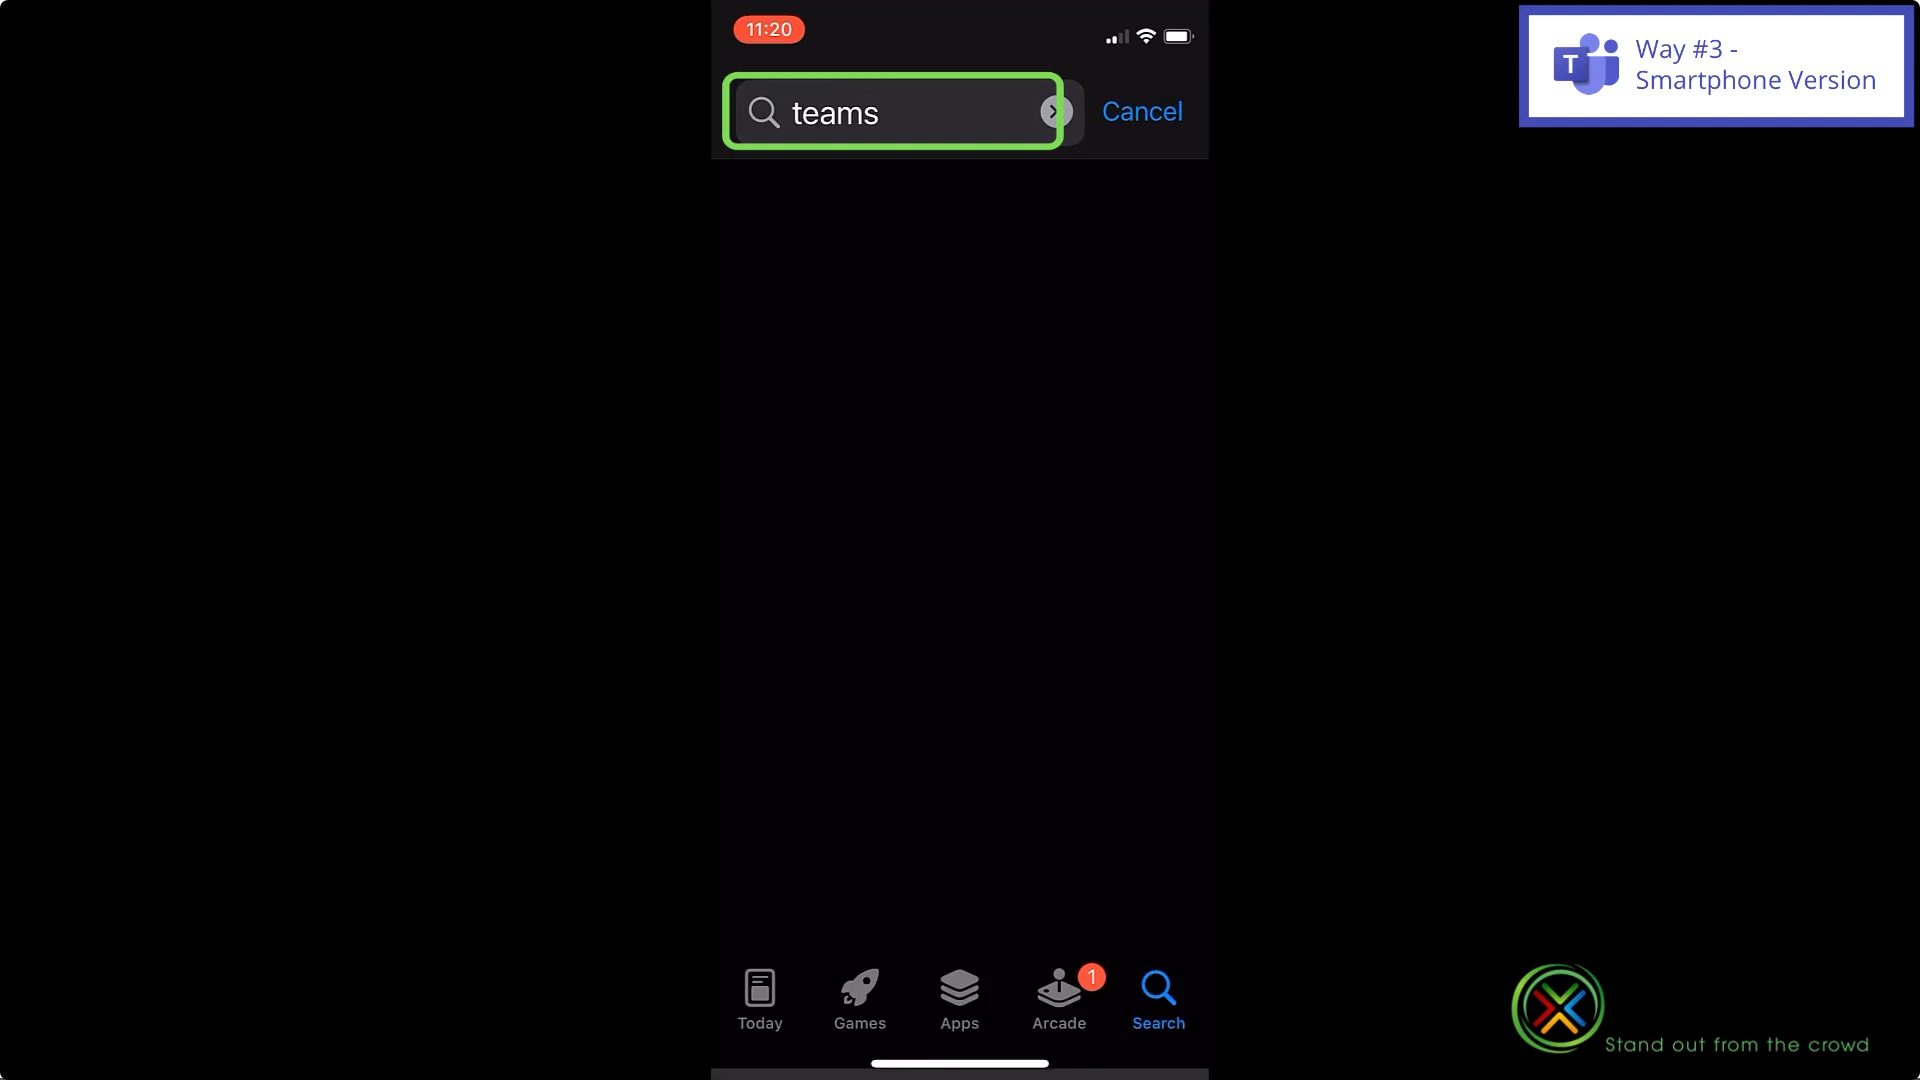 11:20
teams
Cancel
T
Way #3 -
Smartphone Version
1
Today
Games
Apps
Arcade
Search
Stand out from the crowd